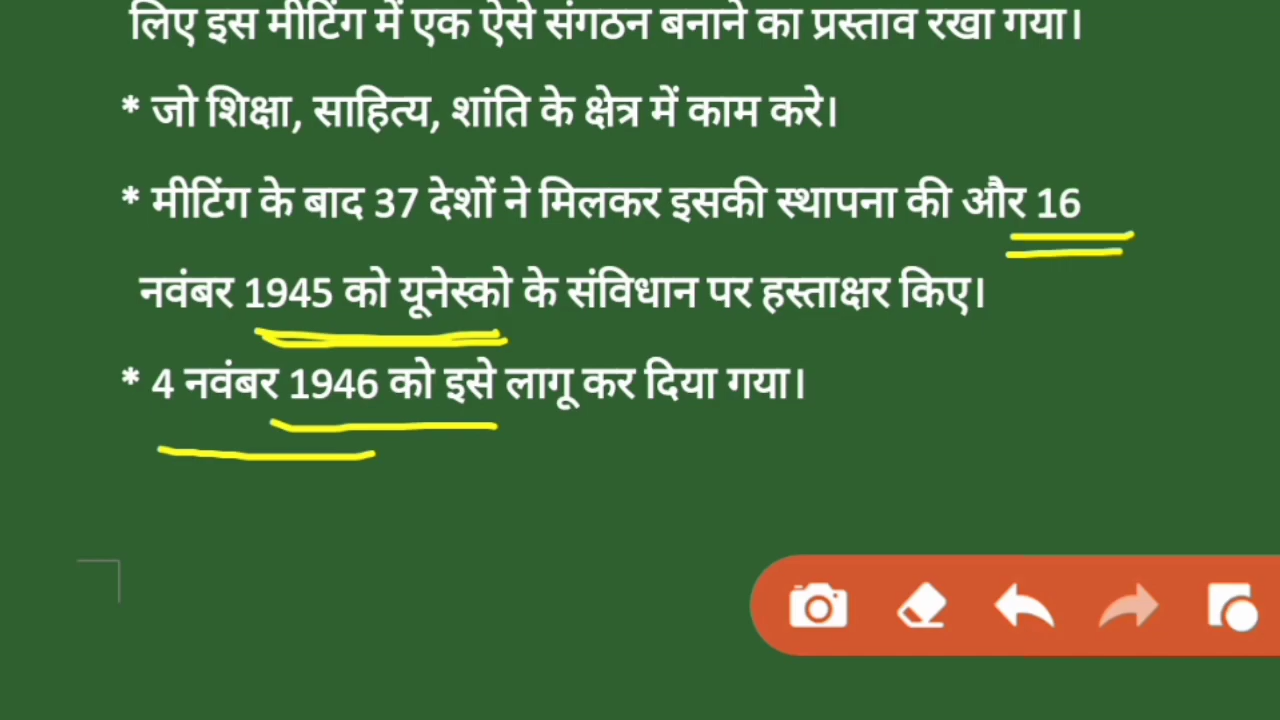 लिए इस मीटिंग में एक ऐसे संगठन बनाने का प्रस्ताव रखा गया।
* जो शिक्षा, साहित्य, शांति के क्षेत्र में काम करे।
* मीटिंग के बाद 37 देशों ने मिलकर इसकी स्थापना की और 16
नवंबर 1945 को यूनेस्को के संविधान पर हस्ताक्षर किए।
* 4 नवंबर 1946 को इसे लागू कर दिया गया।